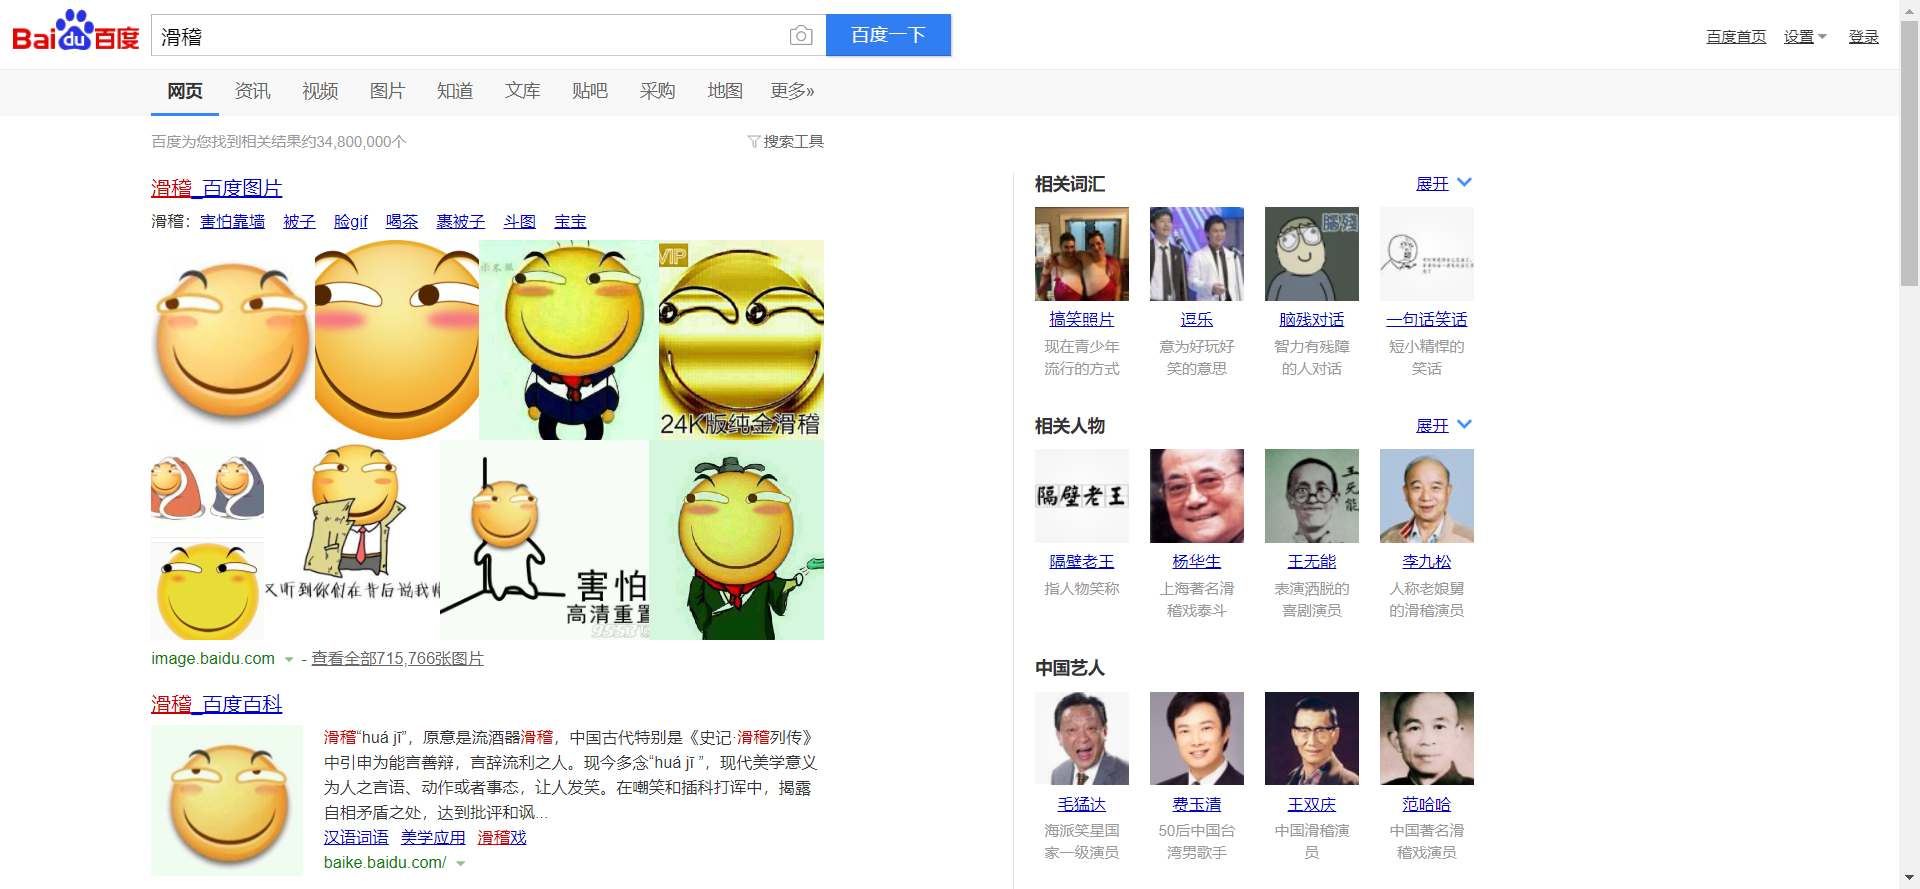 Bai du 百度
滑稽
百度一下
百度首页 设置 登录
网页 资讯 视频 图片 知道 文库 贴吧 采购 地图 更多»
百度为您找到相关结果约34,800,000个
搜索工具
滑稽_百度图片
滑稽：害怕靠墙 被子 脸gif 喝茶 裹被子 斗图 宝宝
VIP
24K版纯金滑稽
又听到你们在背后说我帅
害怕
高清重置
9553
image.baidu.com - 查看全部715,766张图片
滑稽_百度百科
滑稽“huá jī”，原意是流酒器滑稽，中国古代特别是《史记·滑稽列传》
中引申为能言善辩，言辞流利之人。现今多念“huá jī ”，现代美学意义
为人之言语、动作或者事态，让人发笑。在嘲笑和插科打诨中，揭露
自相矛盾之处，达到批评和讽...
汉语词语 美学应用 滑稽戏
baike.baidu.com/
相关词汇 展开
腦殘
搞笑照片 逗乐 脑残对话 一句话笑话
现在青少年 意为好玩好 智力有残障 短小精悍的
流行的方式 笑的意思 的人对话 笑话
相关人物 展开
隔壁老王
王无能
隔壁老王 杨华生 王无能 李九松
指人物笑称 上海著名滑 表演洒脱的 人称老娘舅
稽戏泰斗 喜剧演员 的滑稽演员
中国艺人
毛猛达 费玉清 王双庆 范哈哈
海派笑星国 50后中国台 中国滑稽演 中国著名滑
家一级演员 湾男歌手 员 稽戏演员